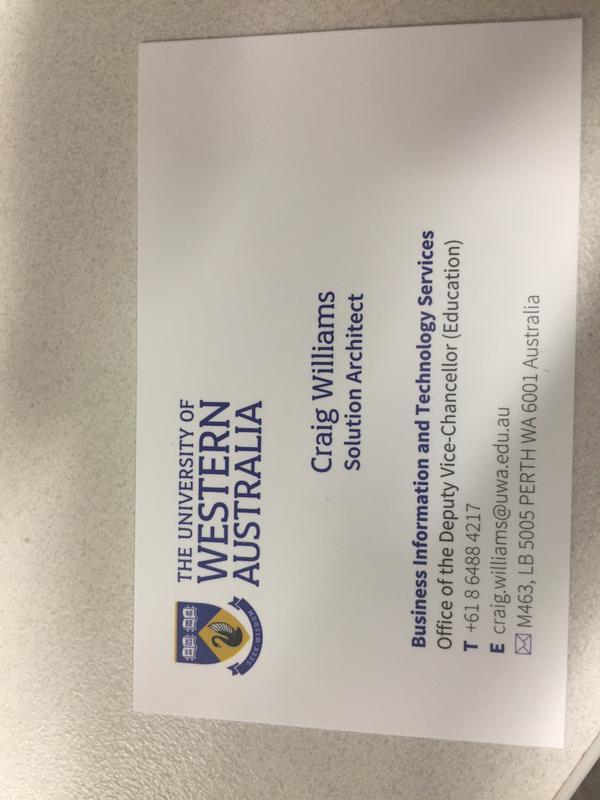 THE UNIVERSITY OF
WESTERN
AUSTRALIA
SEEK WISDOM
Craig Williams
Solution Architect
Business Information and Technology Services
Office of the Deputy Vice-Chancellor (Education)
T +61 8 6488 4217
E craig.williams@uwa.edu.au
✉ M463, LB 5005 PERTH WA 6001 Australia